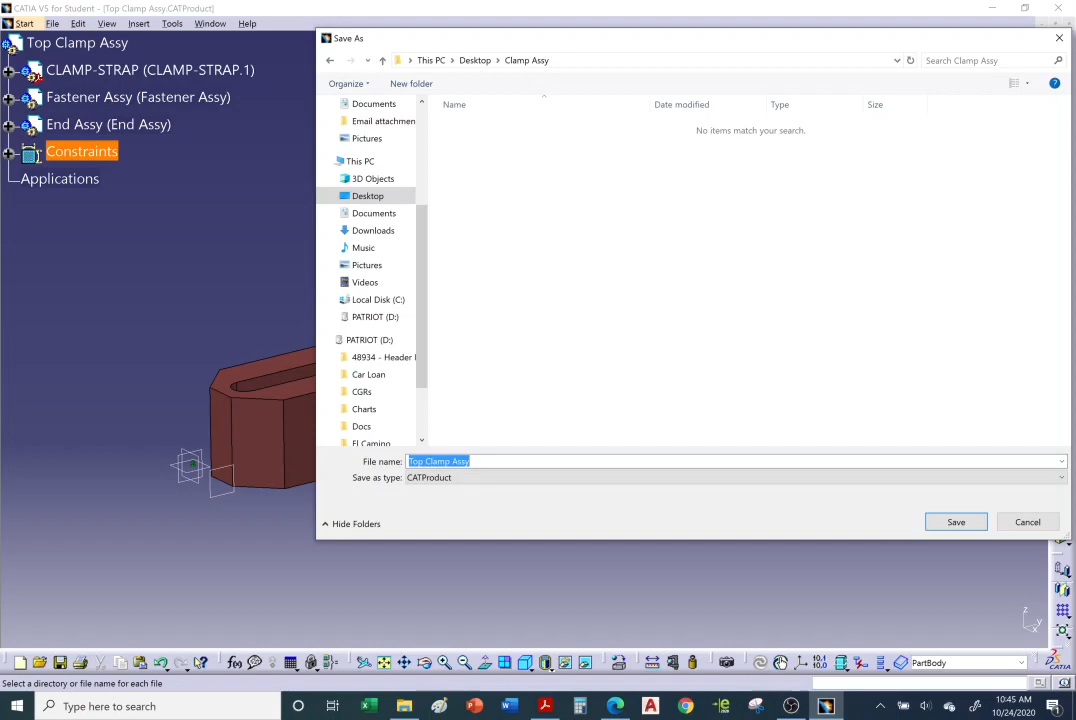 CATIA V5 for Student - [Top Clamp Assy.CATProduct]
Start File Edit View Insert Tools Window Help
Top Clamp Assy
CLAMP-STRAP (CLAMP-STRAP.1)
Fastener Assy (Fastener Assy)
End Assy (End Assy)
Constraints
Applications
Save As
This PC > Desktop > Clamp Assy
Search Clamp Assy
Organize New folder
Documents
Email attachmen
Pictures
This PC
3D Objects
Desktop
Documents
Downloads
Music
Pictures
Videos
Local Disk (C:)
PATRIOT (D:)
PATRIOT (D:)
48934 - Header
Car Loan
CGRs
Charts
Docs
El Camino
Name Date modified Type Size
No items match your search.
File name: Top Clamp Assy
Save as type: CATProduct
Hide Folders
Save Cancel
z
y
x
PartBody
Select a directory or file name for each file
Type here to search
10:45 AM
10/24/2020